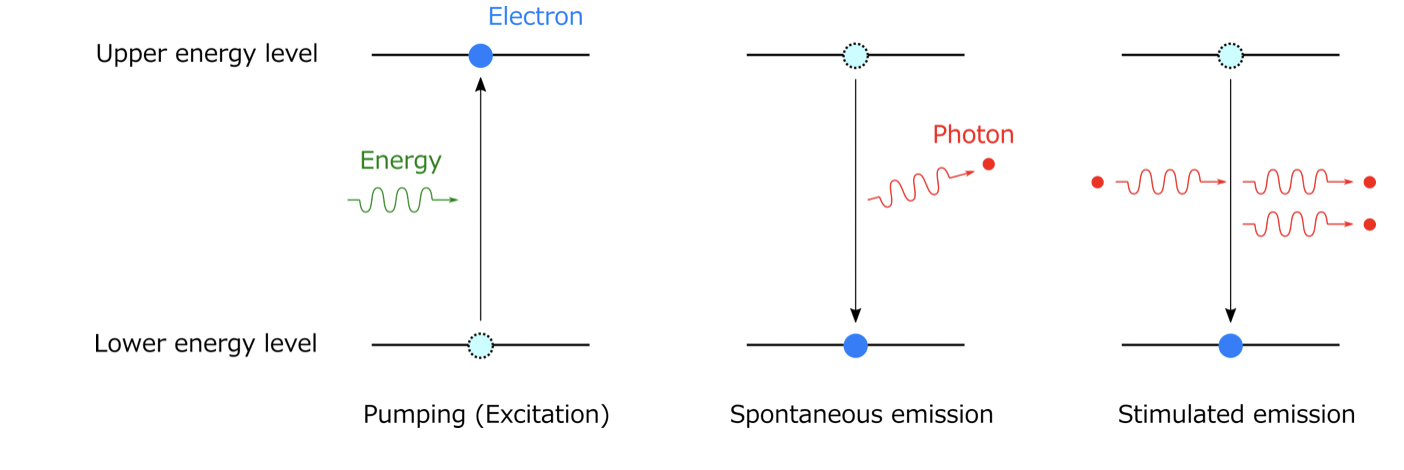 Electron
Upper energy level
Photon
Energy
Lower energy level
Pumping (Excitation)
Spontaneous emission
Stimulated emission